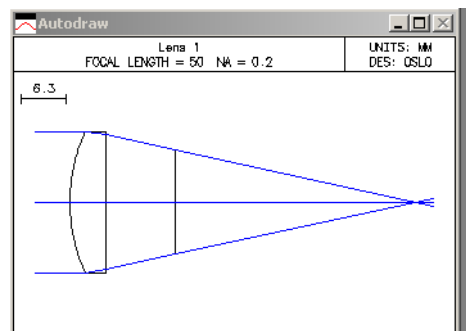 Autodraw
Lens 1
FOCAL LENGTH = 50 NA = 0.2
UNITS: MM
DES: OSLO
6.3